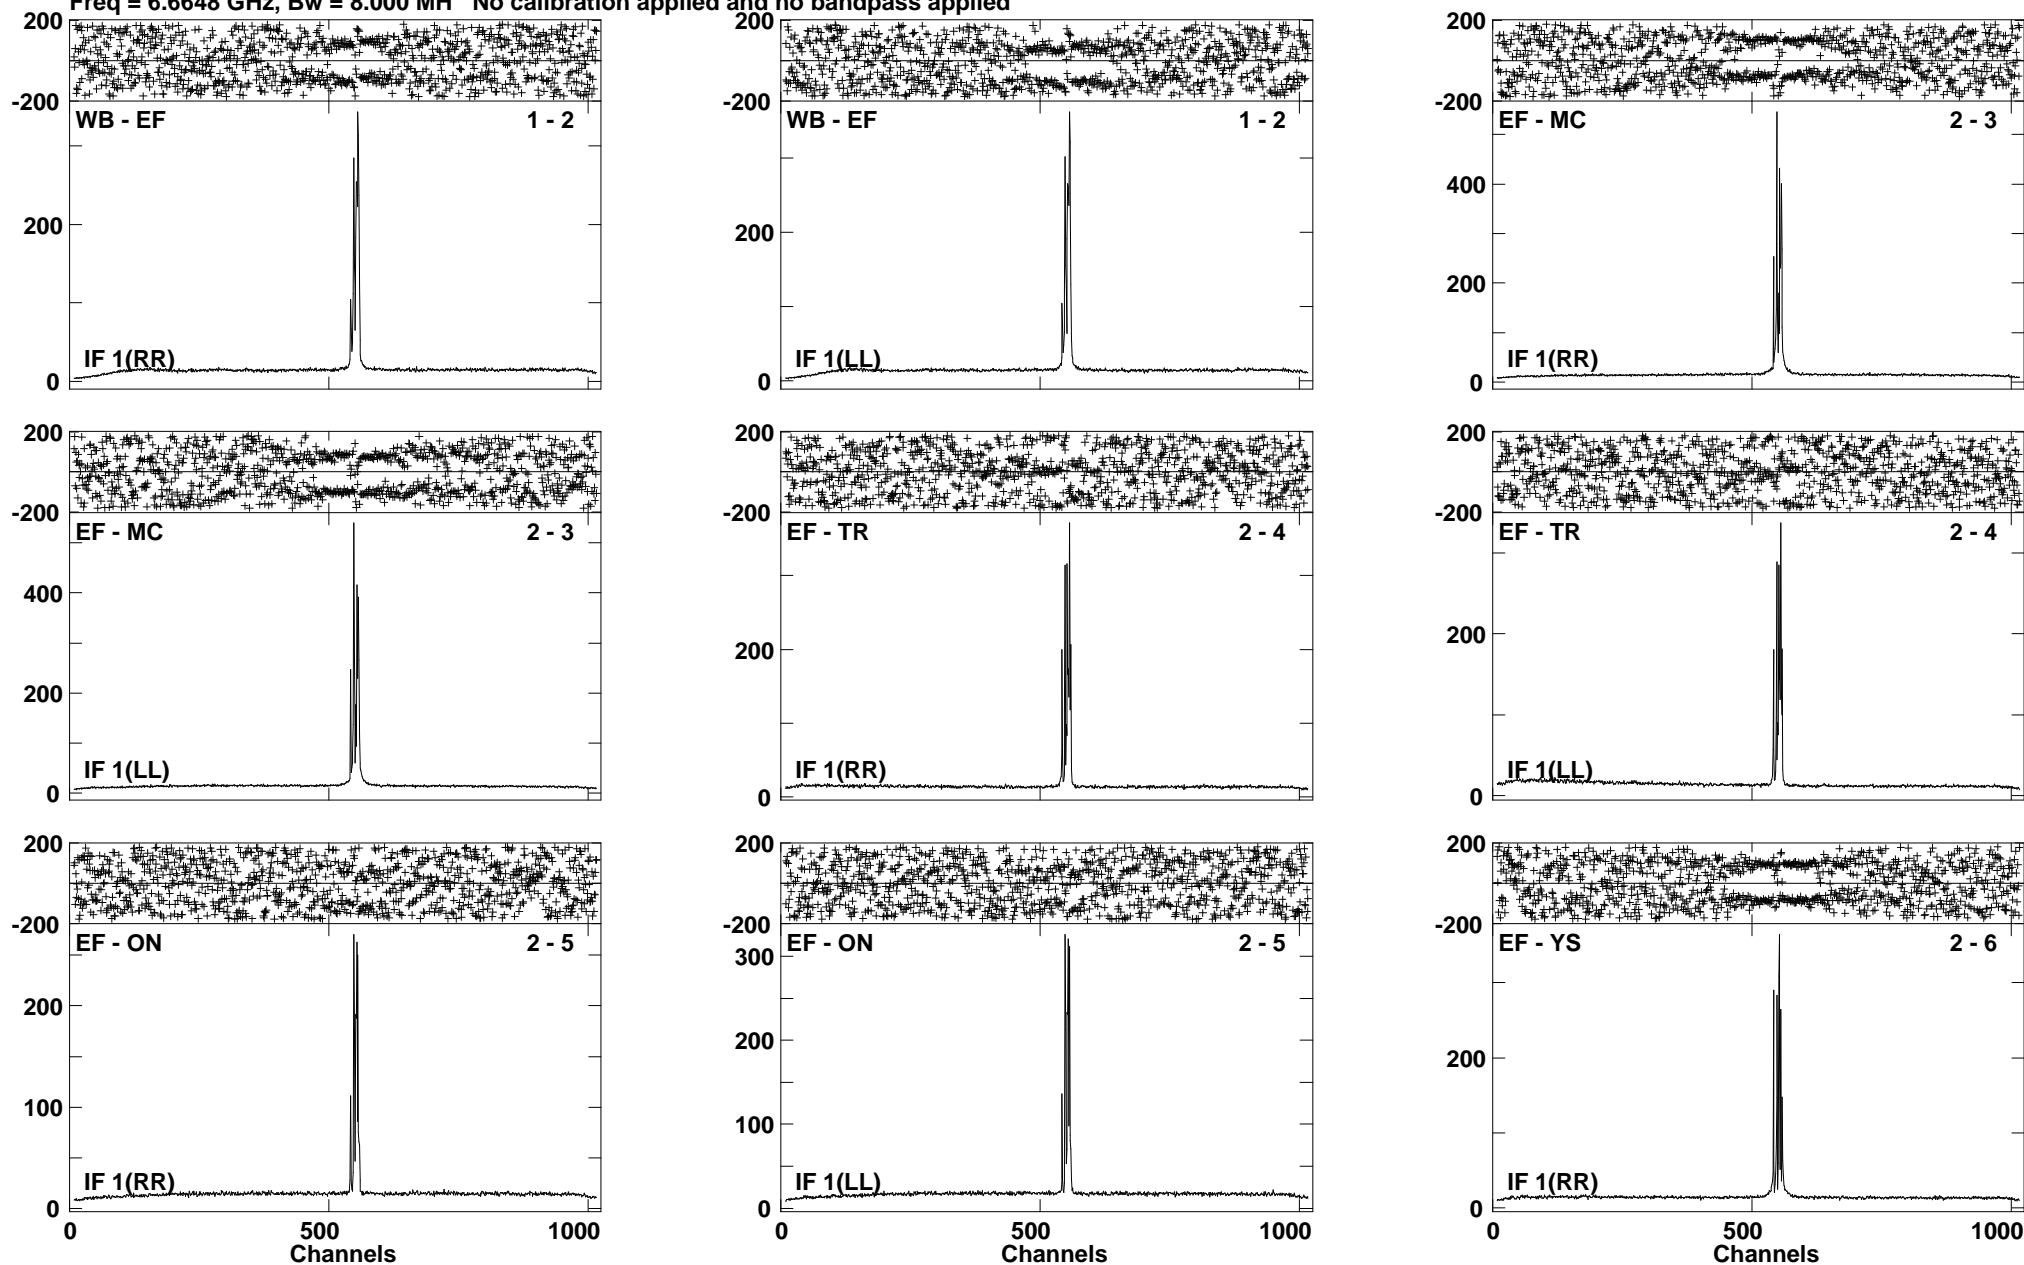 Freq = 6.6648 GHz, Bw = 8.000 MH   No calibration applied and no bandpass applied
200 200 200
-200 -200 -200
WB - EF 1 - 2 WB - EF 1 - 2 EF - MC 2 - 3
400
200 200
200
IF 1(RR) IF 1(LL) IF 1(RR)
0 0 0
200 200 200
-200 -200 -200
EF - MC 2 - 3 EF - TR 2 - 4 EF - TR 2 - 4
400
200
200
200
IF 1(LL) IF 1(RR) IF 1(LL)
0 0 0
200 200 200
-200 -200 -200
EF - ON 2 - 5 EF - ON 2 - 5 EF - YS 2 - 6
300
200
200
200
100
100
IF 1(RR) IF 1(LL) IF 1(RR)
0 0 0
0 500 1000 0 500 1000 0 500 1000
Channels Channels Channels